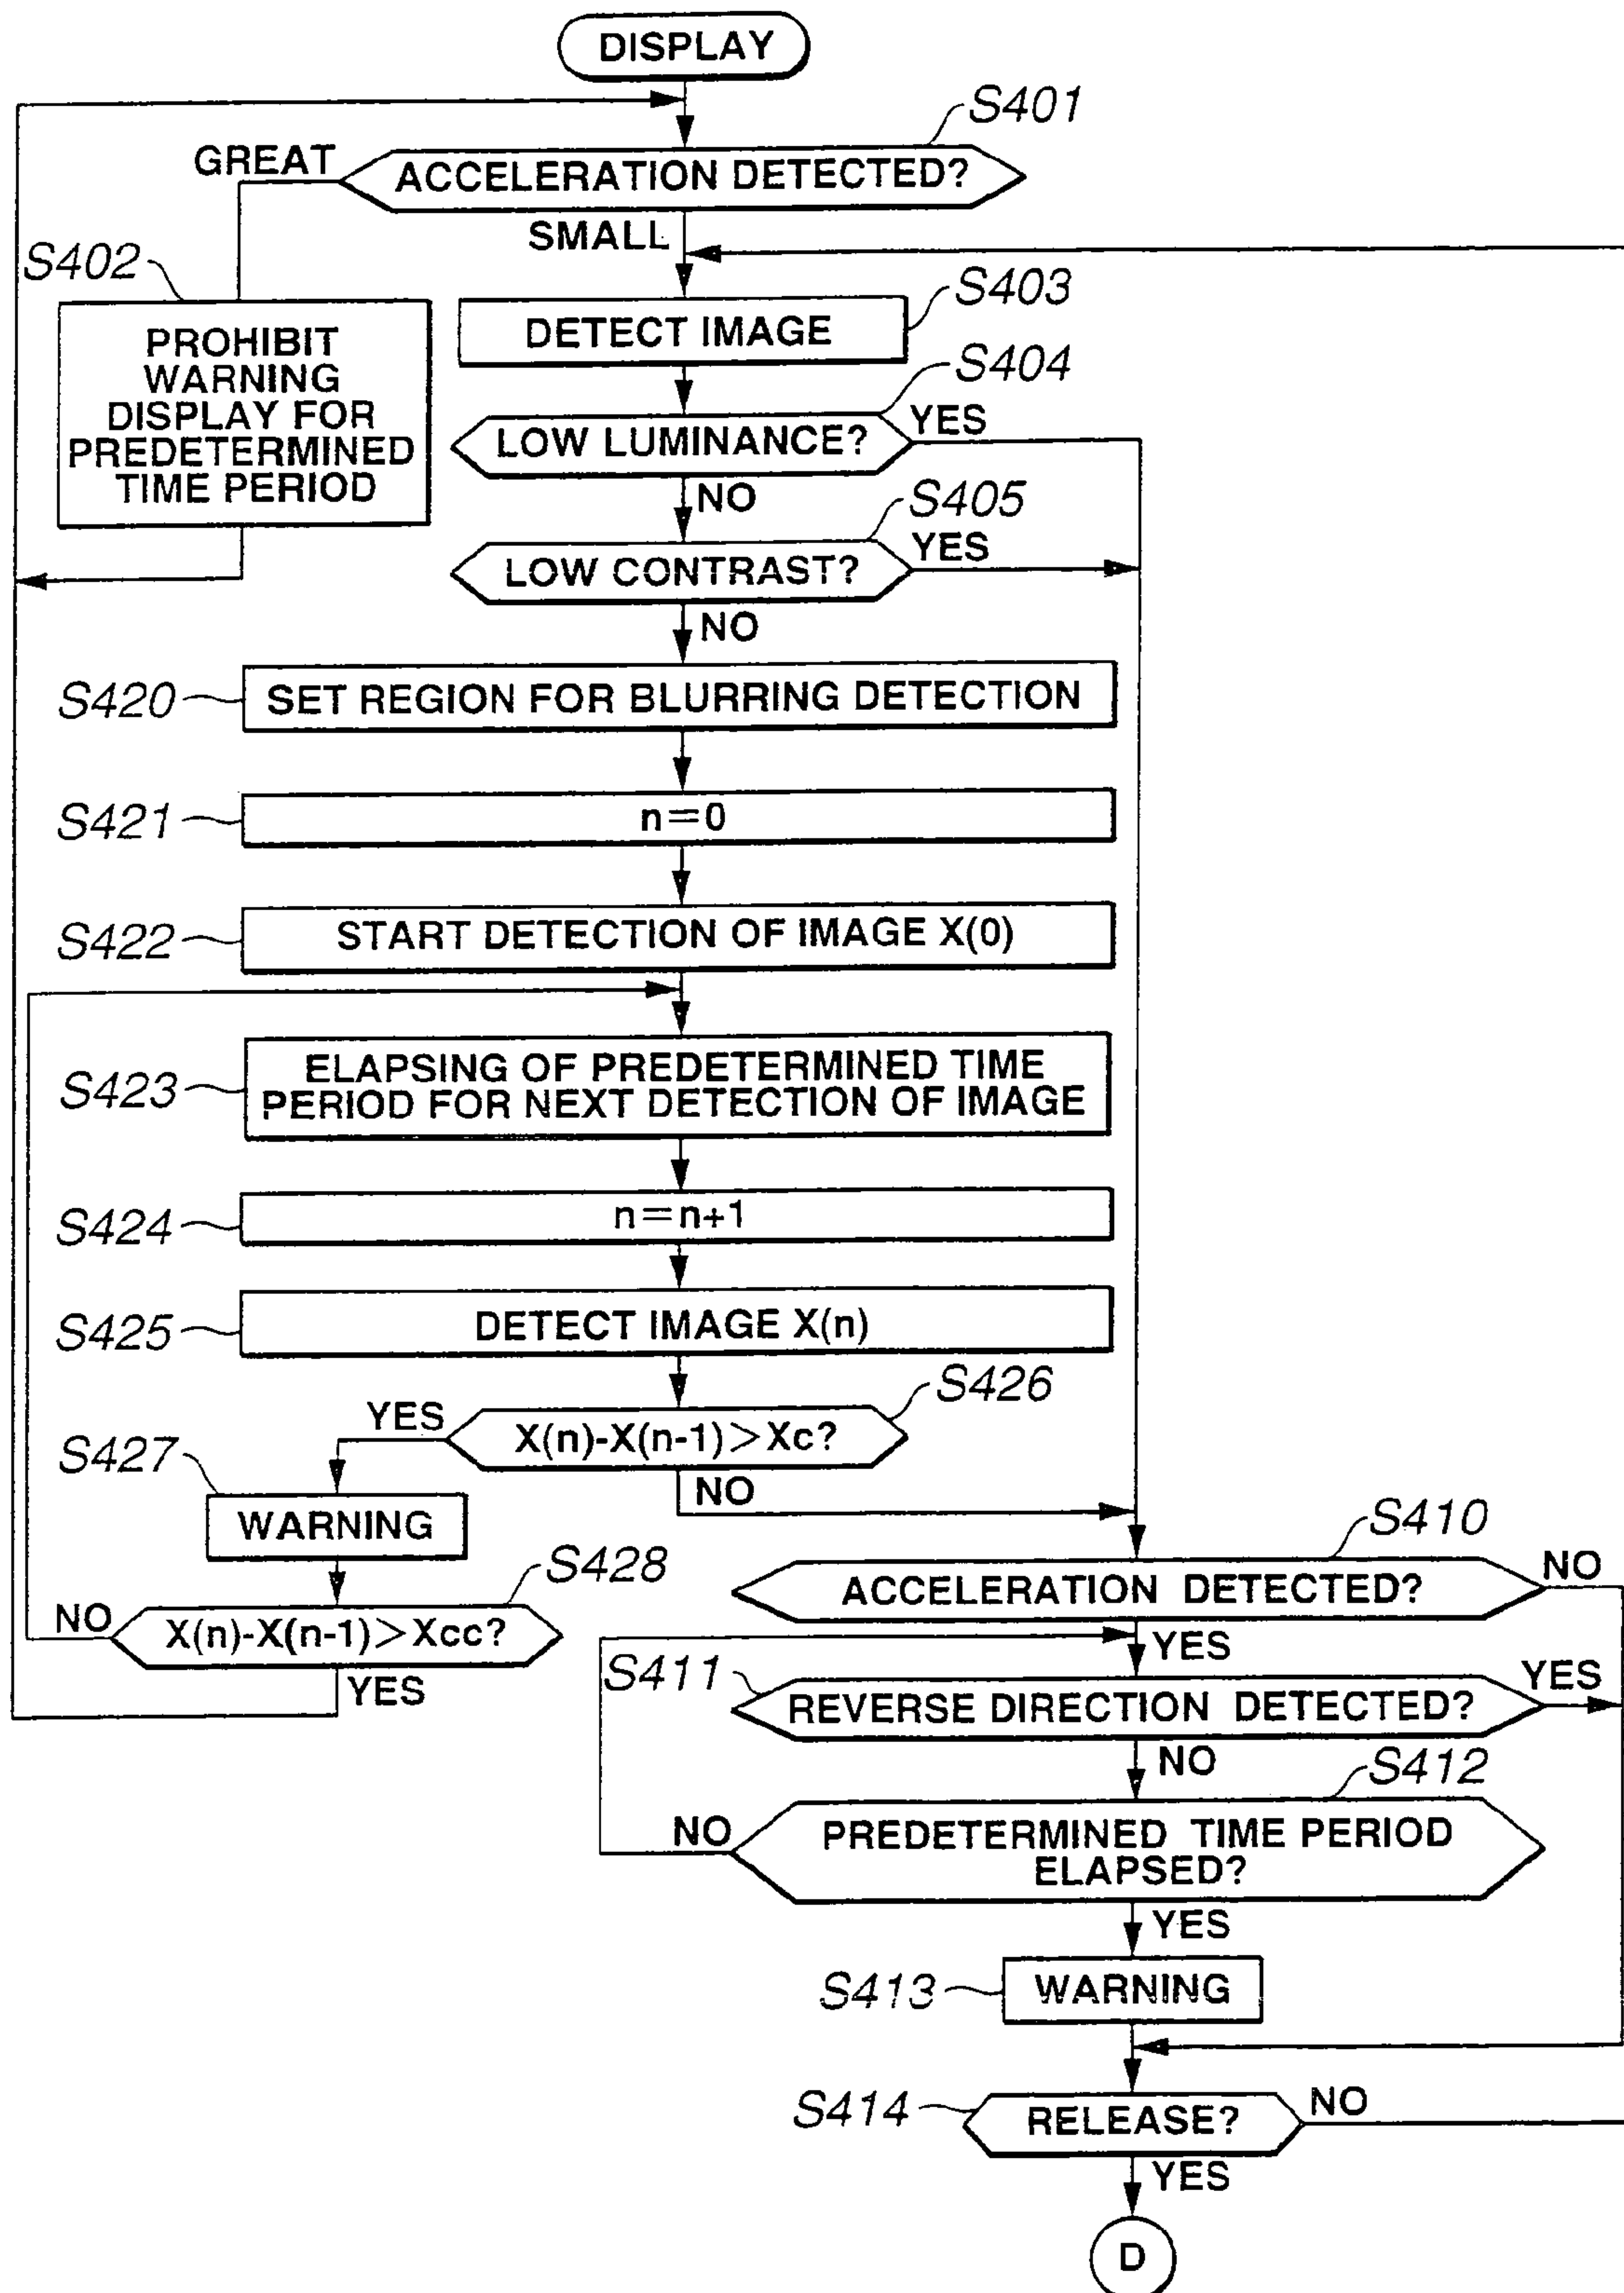 DISPLAY
S401
GREAT
ACCELERATION DETECTED?
SMALL
S402
PROHIBIT
WARNING
DISPLAY FOR
PREDETERMINED
TIME PERIOD
S403
DETECT IMAGE
S404
LOW LUMINANCE?
YES
NO
S405
LOW CONTRAST?
YES
NO
S420
SET REGION FOR BLURRING DETECTION
S421
n=0
S422
START DETECTION OF IMAGE X(0)
S423
ELAPSING OF PREDETERMINED TIME
PERIOD FOR NEXT DETECTION OF IMAGE
S424
n=n+1
S425
DETECT IMAGE X(n)
S426
YES
X(n)-X(n-1)>Xc?
NO
S427
WARNING
S428
NO
X(n)-X(n-1)>Xcc?
YES
S410
ACCELERATION DETECTED?
NO
YES
S411
REVERSE DIRECTION DETECTED?
YES
NO
S412
NO
PREDETERMINED TIME PERIOD
ELAPSED?
YES
S413
WARNING
S414
RELEASE?
NO
YES
D